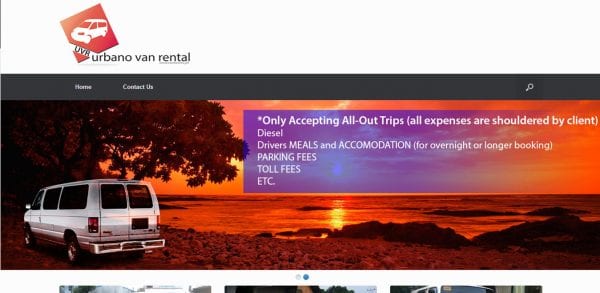 UVR
urbano van rental
Home
Contact Us
*Only Accepting All-Out Trips (all expenses are shouldered by client)
Diesel
Drivers MEALS and ACCOMODATION (for overnight or longer booking)
PARKING FEES
TOLL FEES
ETC.